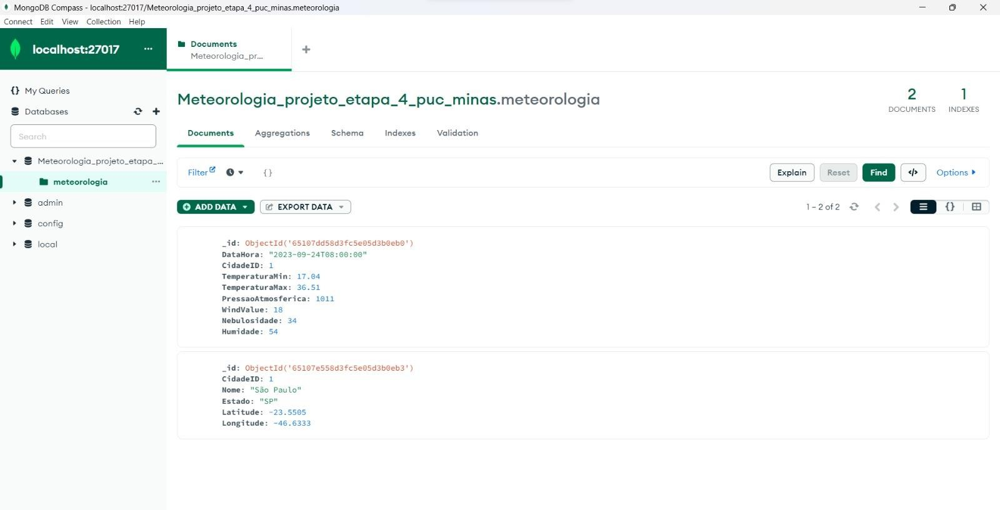 MongoDB Compass - localhost:27017/Meteorologia_projeto_etapa_4_puc_minas.meteorologia
Connect Edit View Collection Help
localhost:27017
My Queries
Databases
Search
Meteorologia_projeto_etapa_...
meteorologia
admin
config
local
Documents
Meteorologia_pr...
Meteorologia_projeto_etapa_4_puc_minas.meteorologia
2
DOCUMENTS
1
INDEXES
Documents Aggregations Schema Indexes Validation
Filter { } Explain Reset Find </> Options
ADD DATA EXPORT DATA 1 – 2 of 2 {}
_id: ObjectId('65107dd58d3fc5e05d3b0eb0')
DataHora: "2023-09-24T08:00:00"
CidadeID: 1
TemperaturaMin: 17.04
TemperaturaMax: 36.51
PressaoAtmosferica: 1011
WindValue: 18
Nebulosidade: 34
Humidade: 54
_id: ObjectId('65107e558d3fc5e05d3b0eb3')
CidadeID: 1
Nome: "São Paulo"
Estado: "SP"
Latitude: -23.5505
Longitude: -46.6333